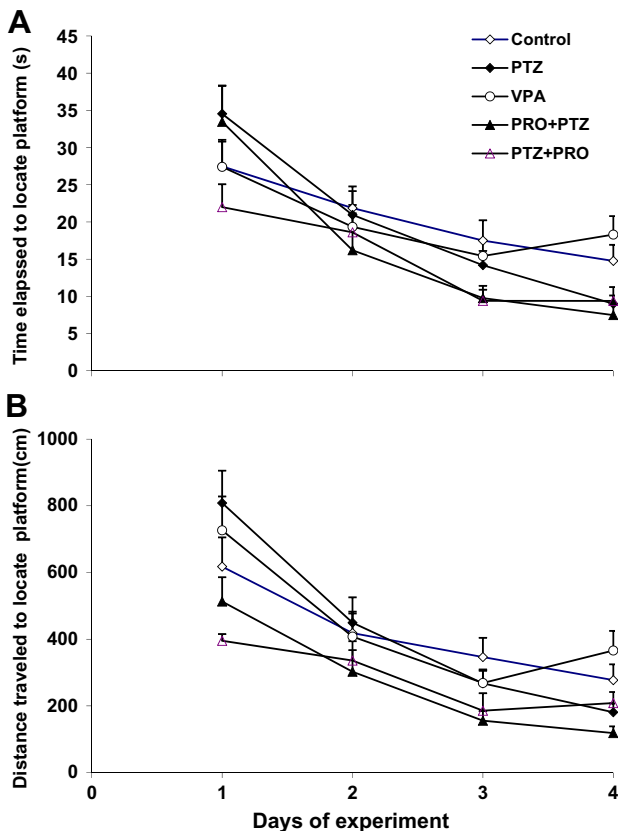 A
Time elapssed to locate platform (s)
45
40
35
30
25
20
15
10
5
0
Control
PTZ
VPA
PRO+PTZ
PTZ+PRO
B
Distance traveled to locate platform(cm)
1000
800
600
400
200
0
0 1 2 3 4
Days of experiment